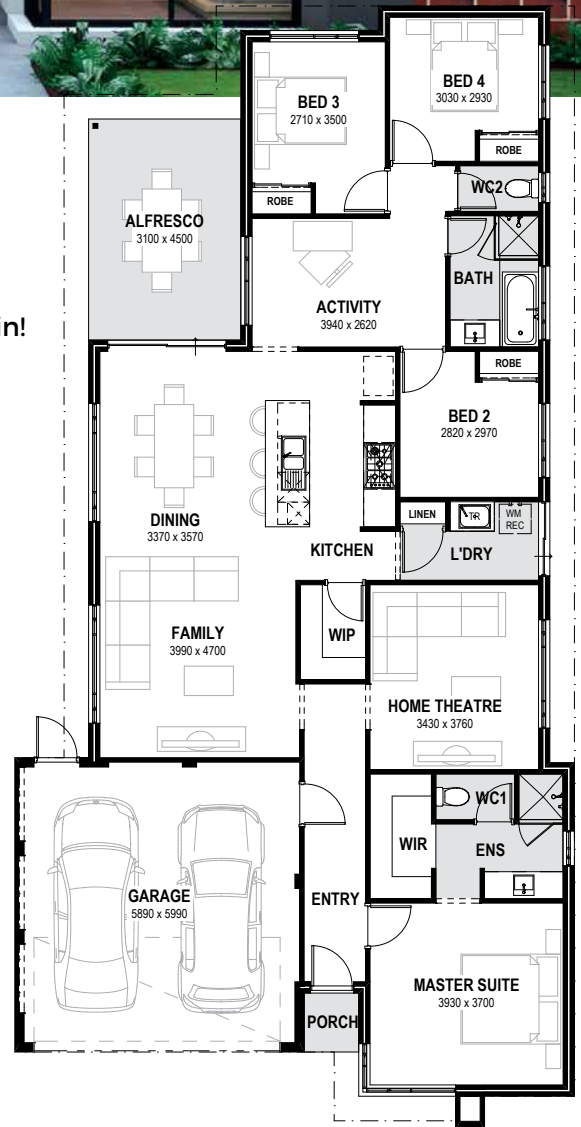 in!
BED 4
3030 x 2930
BED 3
2710 x 3500
ROBE
WC2
ROBE
ALFRESCO
3100 x 4500
BATH
ACTIVITY
3940 x 2620
ROBE
BED 2
2820 x 2970
DINING
3370 x 3570
KITCHEN
LINEN
TR
WM
REC
L'DRY
FAMILY
3990 x 4700
WIP
HOME THEATRE
3430 x 3760
WC1
WIR
ENS
GARAGE
5890 x 5990
ENTRY
MASTER SUITE
3930 x 3700
PORCH